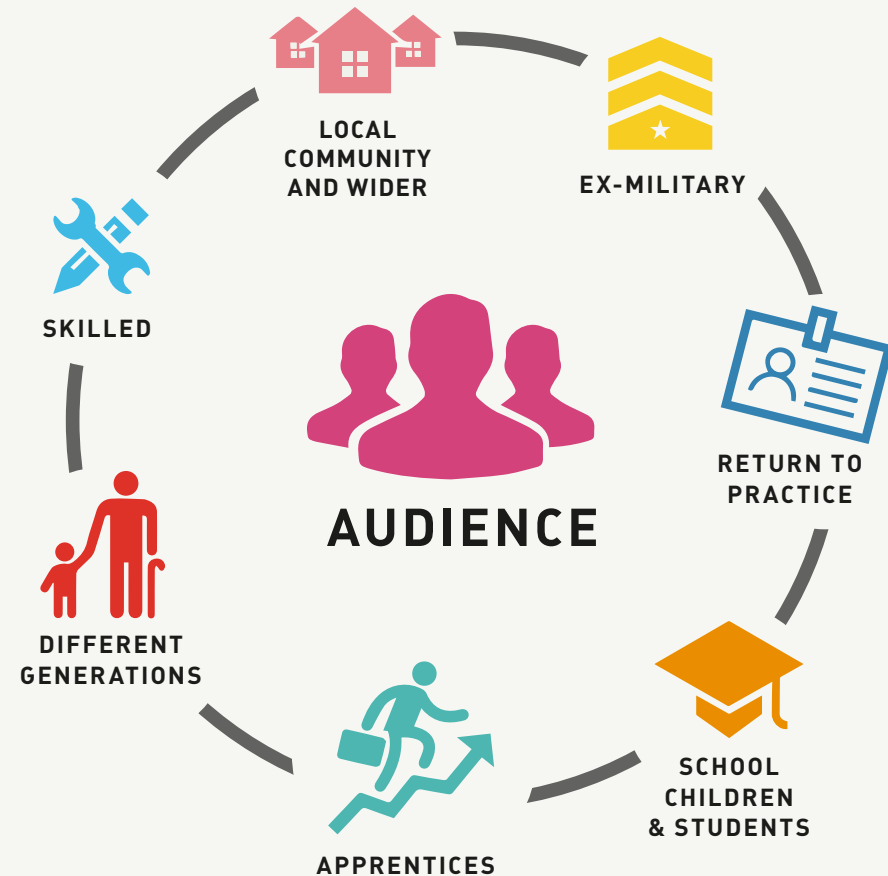 LOCAL
COMMUNITY
AND WIDER
EX-MILITARY
RETURN TO
PRACTICE
SCHOOL
CHILDREN
& STUDENTS
APPRENTICES
DIFFERENT
GENERATIONS
SKILLED
AUDIENCE